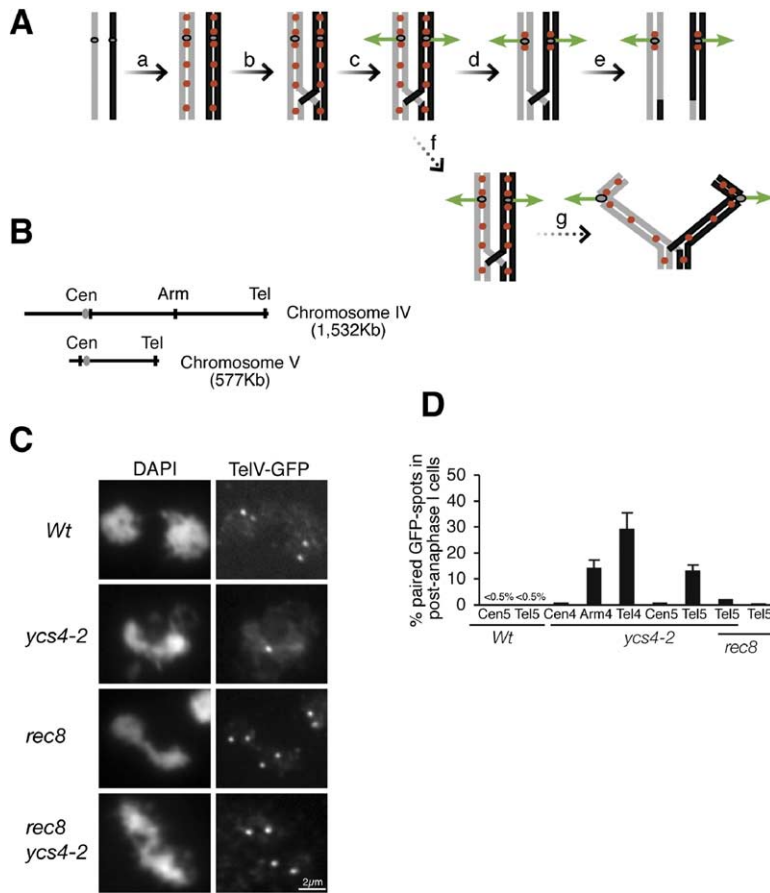 A
a
b
c
d
e
f
g
B
Cen
Arm
Tel
Chromosome IV
(1,532Kb)
Cen
Tel
Chromosome V
(577Kb)
C
DAPI
TelV-GFP
Wt
ycs4-2
rec8
rec8
ycs4-2
2µm
D
% paired GFP-spots in
post-anaphase I cells
50
40
30
20
10
0
<0.5% <0.5%
Cen5 Tel5 Cen4 Arm4 Tel4 Cen5 Tel5 Tel5 Tel5
Wt
ycs4-2
rec8